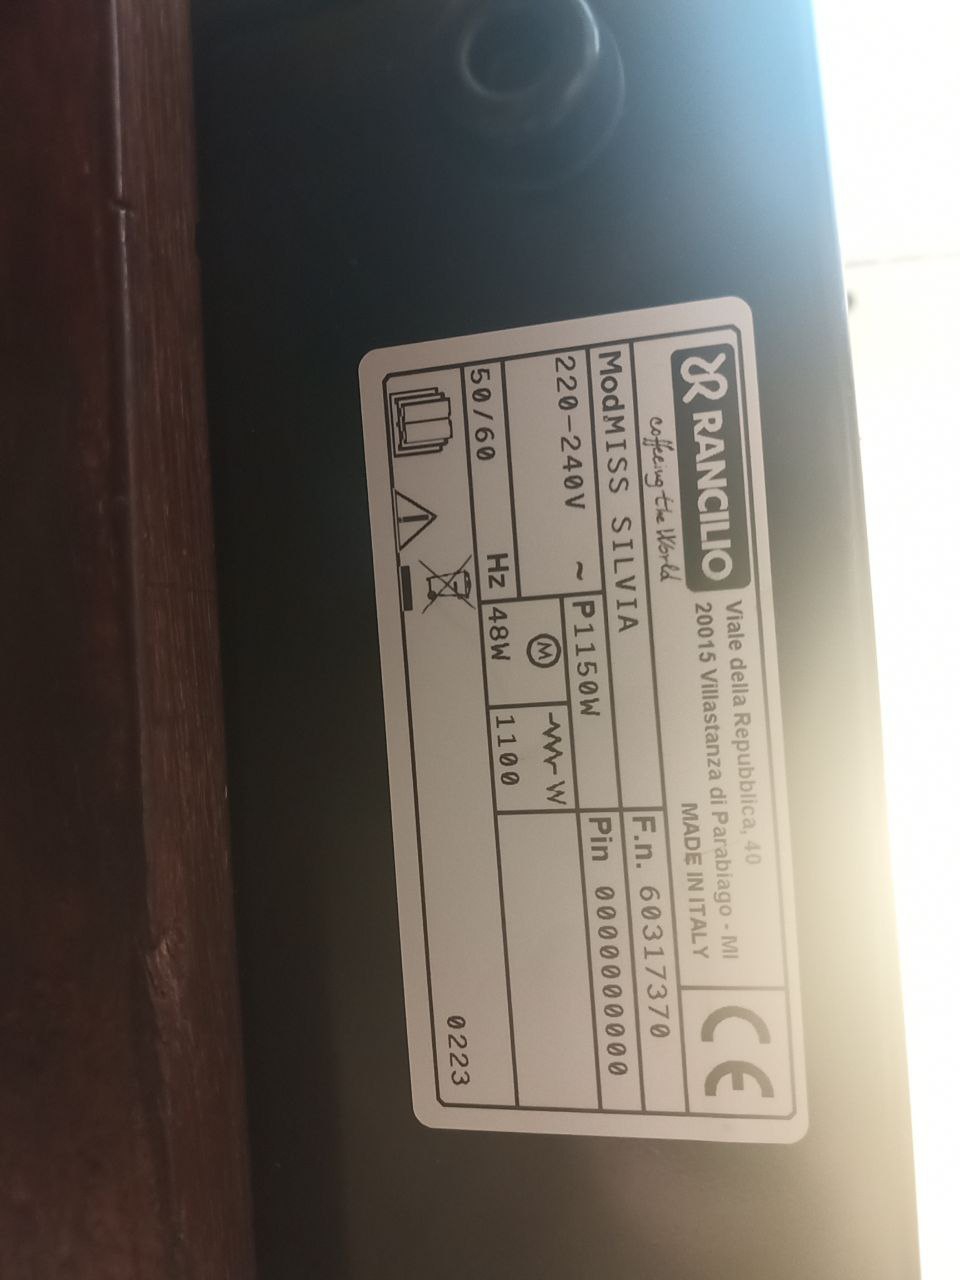 RANCILIO
coffeeing the World
Viale della Repubblica, 40
20015 Villastanza di Parabiago - MI
MADE IN ITALY
CE
ModMISS SILVIA
F.n. 60317370
220-240V ~
P1150W
Pin 0000000000
M
W
50/60 Hz
48W
1100
0223